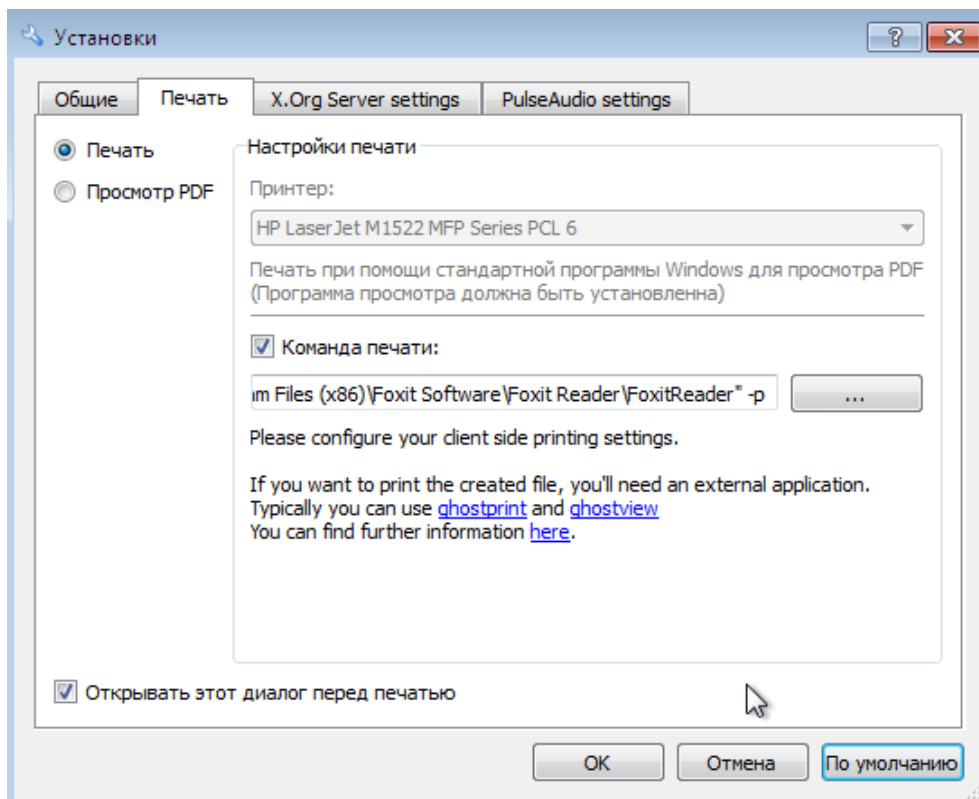 Установки
Общие
Печать
X.Org Server settings
PulseAudio settings
Печать
Просмотр PDF
Настройки печати
Принтер:
HP LaserJet M1522 MFP Series PCL 6
Печать при помощи стандартной программы Windows для просмотра PDF
(Программа просмотра должна быть установленна)
Команда печати:
am Files (x86)\Foxit Software\Foxit Reader\FoxitReader" -p
...
Please configure your client side printing settings.
If you want to print the created file, you'll need an external application.
Typically you can use ghostprint and ghostview
You can find further information here.
Открывать этот диалог перед печатью
OK
Отмена
По умолчанию